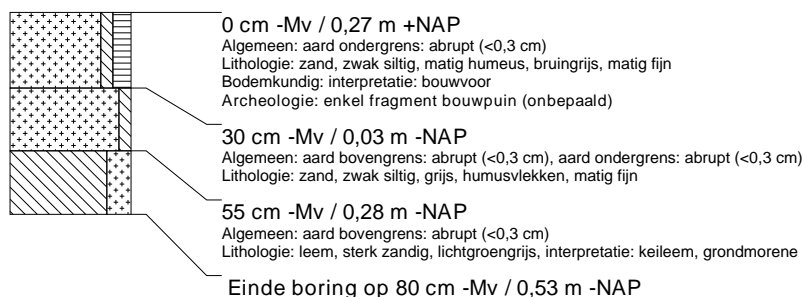 0 cm -Mv / 0,27 m +NAP
Algemeen: aard ondergrens: abrupt (<0,3 cm)
Lithologie: zand, zwak siltig, matig humeus, bruingrijs, matig fijn
Bodemkundig: interpretatie: bouwvoor
Archeologie: enkel fragment bouwpuin (onbepaald)
30 cm -Mv / 0,03 m -NAP
Algemeen: aard bovengrens: abrupt (<0,3 cm), aard ondergrens: abrupt (<0,3 cm)
Lithologie: zand, zwak siltig, grijs, humusvlekken, matig fijn
55 cm -Mv / 0,28 m -NAP
Algemeen: aard bovengrens: abrupt (<0,3 cm)
Lithologie: leem, sterk zandig, lichtgroengrijs, interpretatie: keileem, grondmorene
Einde boring op 80 cm -Mv / 0,53 m -NAP